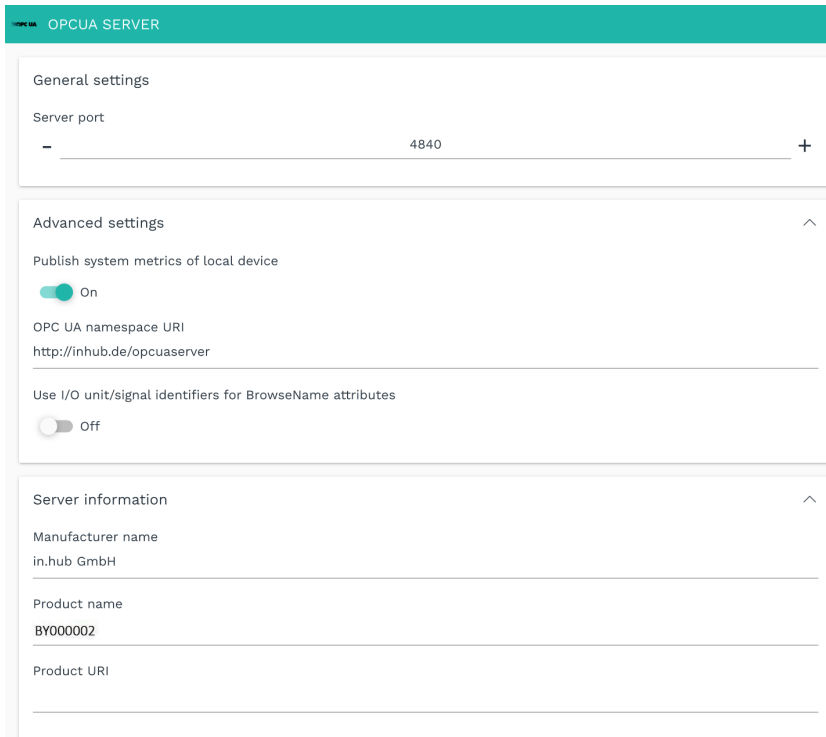 OPC UA OPCUA SERVER
General settings
Server port
- 4840 +
Advanced settings
Publish system metrics of local device
On
OPC UA namespace URI
http://inhub.de/opcuaserver
Use I/O unit/signal identifiers for BrowseName attributes
Off
Server information
Manufacturer name
in.hub GmbH
Product name
BY000002
Product URI